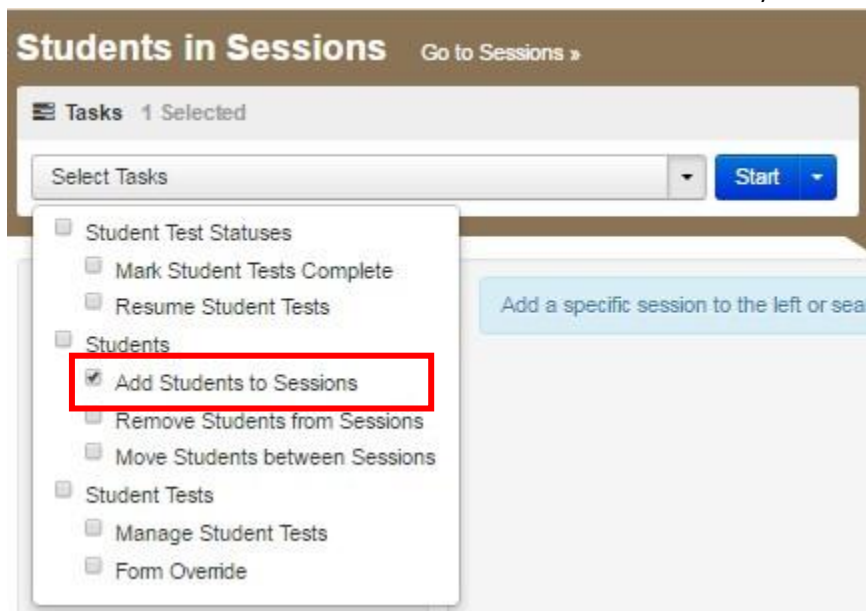 Students in Sessions Go to Sessions »
Tasks 1 Selected
Select Tasks Start
Student Test Statuses
Mark Student Tests Complete
Resume Student Tests
Add a specific session to the left or sea
Students
Add Students to Sessions
Remove Students from Sessions
Move Students between Sessions
Student Tests
Manage Student Tests
Form Override